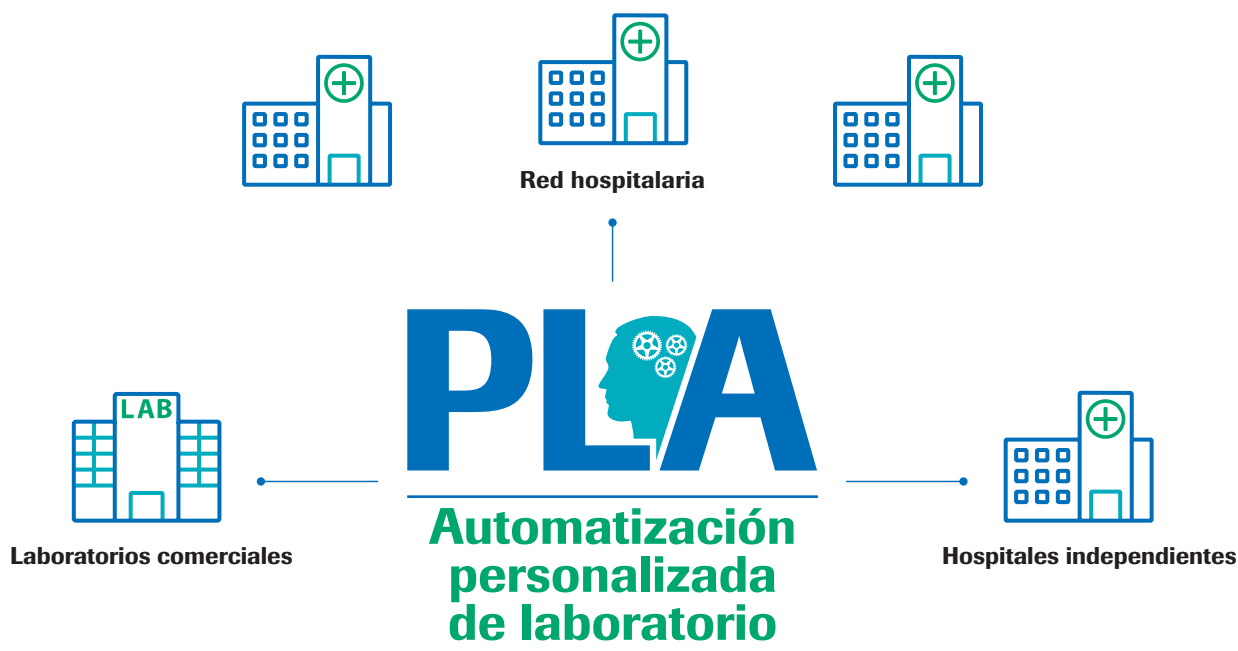 Red hospitalaria
PLA
LAB
Laboratorios comerciales
Hospitales independientes
Automatización
personalizada
de laboratorio